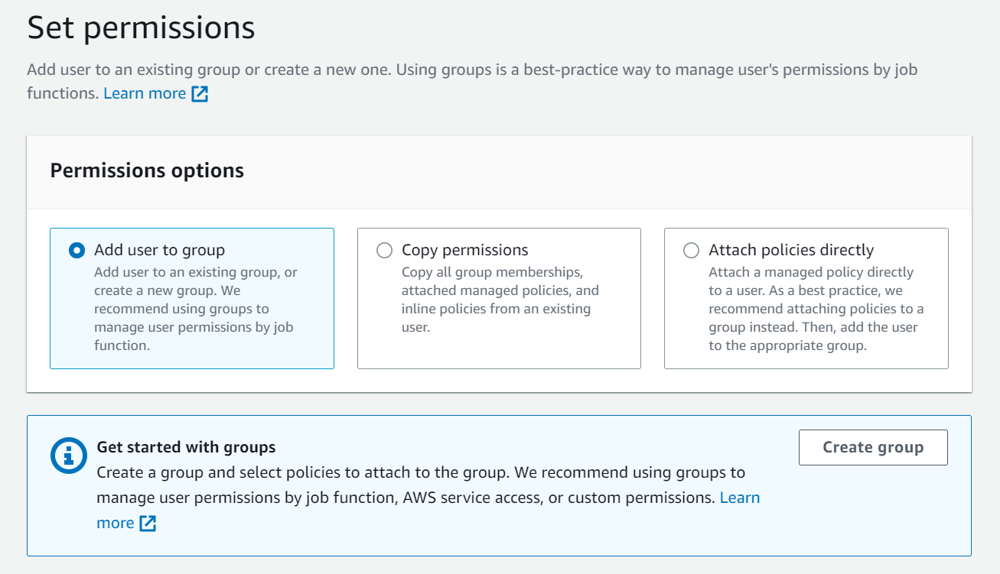 Set permissions
Add user to an existing group or create a new one. Using groups is a best-practice way to manage user's permissions by job
functions. Learn more
Permissions options
Add user to group
Add user to an existing group, or
create a new group. We
recommend using groups to
manage user permissions by job
function.
Copy permissions
Copy all group memberships,
attached managed policies, and
inline policies from an existing
user.
Attach policies directly
Attach a managed policy directly
to a user. As a best practice, we
recommend attaching policies to a
group instead. Then, add the user
to the appropriate group.
Get started with groups
Create a group and select policies to attach to the group. We recommend using groups to
manage user permissions by job function, AWS service access, or custom permissions. Learn
more
Create group